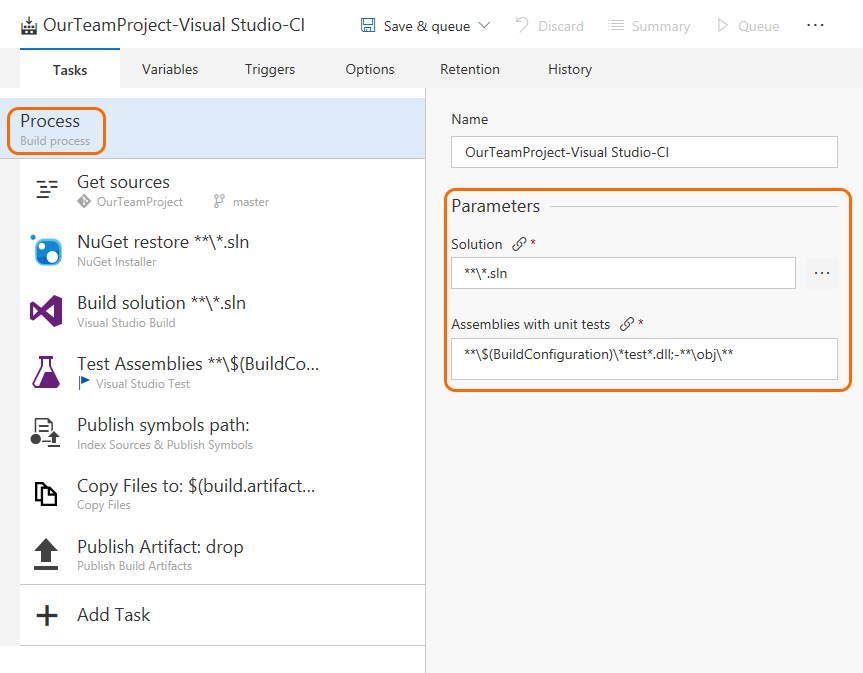 OurTeamProject-Visual Studio-CI
Save & queue
Discard
Summary
Queue
...
Tasks
Variables
Triggers
Options
Retention
History
Process
Build process
Get sources
OurTeamProject
master
NuGet restore **\*.sln
NuGet Installer
Build solution **\*.sln
Visual Studio Build
Test Assemblies **\$(BuildCo...
Visual Studio Test
Publish symbols path:
Index Sources & Publish Symbols
Copy Files to: $(build.artifact...
Copy Files
Publish Artifact: drop
Publish Build Artifacts
Add Task
Name
OurTeamProject-Visual Studio-CI
Parameters
Solution *
**\*.sln
...
Assemblies with unit tests *
**\$(BuildConfiguration)\*test*.dll;-**\obj\**